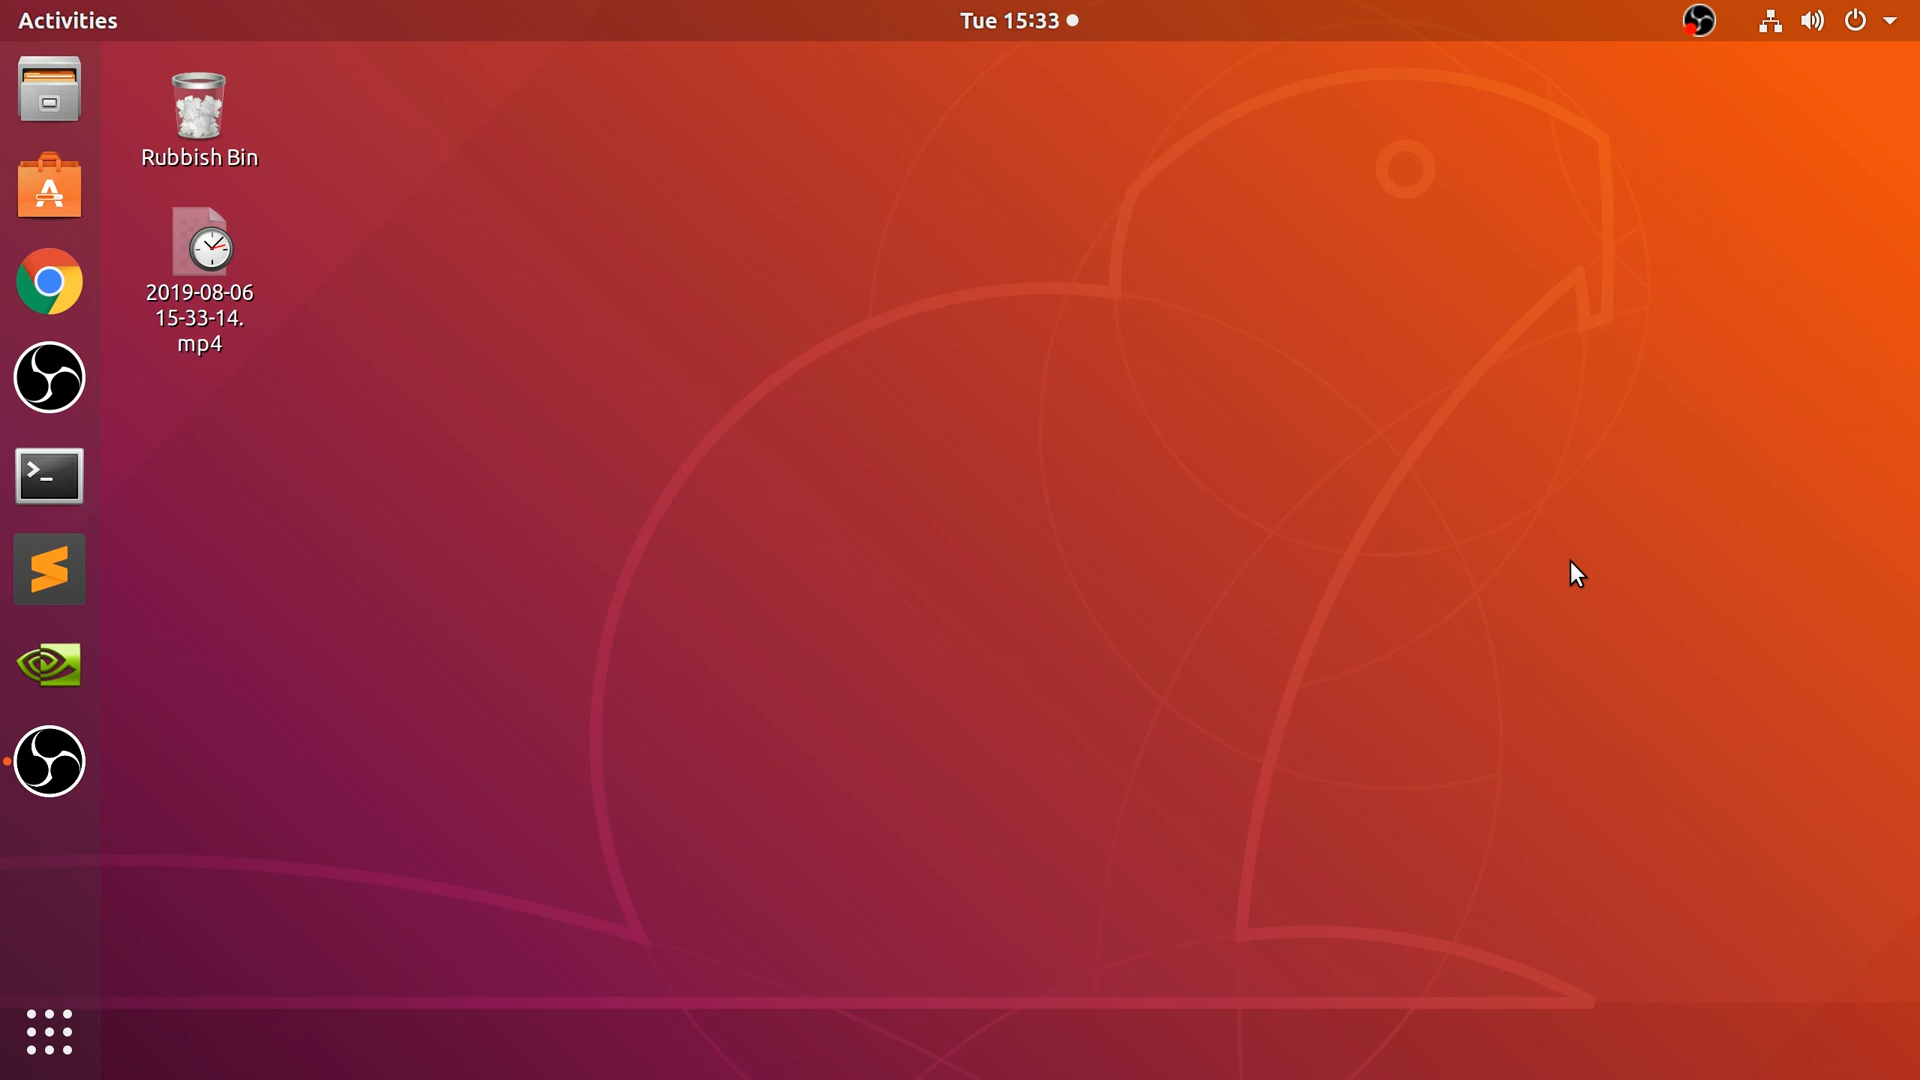 Activities
Tue 15:33
Rubbish Bin
2019-08-06
15-33-14.
mp4